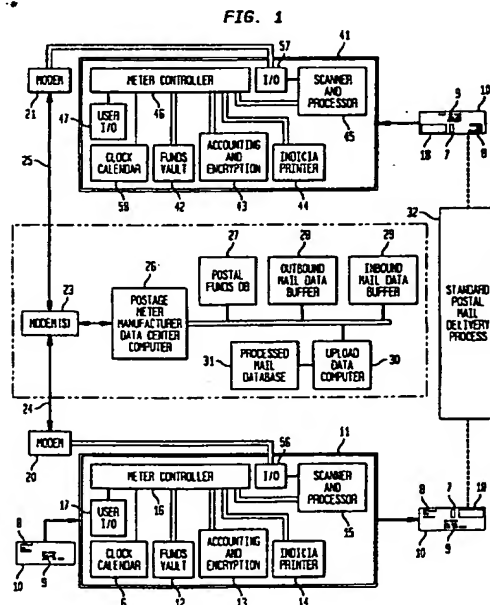 FIG. 1
57
41
MODEM
21
METER CONTROLLER
I/O
SCANNER
AND
PROCESSOR
47
USER
I/O
46
45
CLOCK
CALENDAR
FUNDS
VAULT
ACCOUNTING
AND
ENCRYPTION
INDICIA
PRINTER
58
42
43
44
9
10
18
7
8
25
32
STANDARD
POSTAL
MAIL
DELIVERY
PROCESS
27
28
29
26
POSTAL
FUNDS DB
OUTBOUND
MAIL DATA
BUFFER
INBOUND
MAIL DATA
BUFFER
23
MODEM(S)
POSTAGE
METER
MANUFACTURER
DATA CENTER
COMPUTER
31
PROCESSED
MAIL
DATABASE
UPLOAD
DATA
COMPUTER
30
24
MODEM
20
56
11
METER CONTROLLER
I/O
SCANNER
AND
PROCESSOR
17
USER
I/O
16
15
CLOCK
CALENDAR
FUNDS
VAULT
ACCOUNTING
AND
ENCRYPTION
INDICIA
PRINTER
6
12
13
14
8
10
9
8
7
10
9